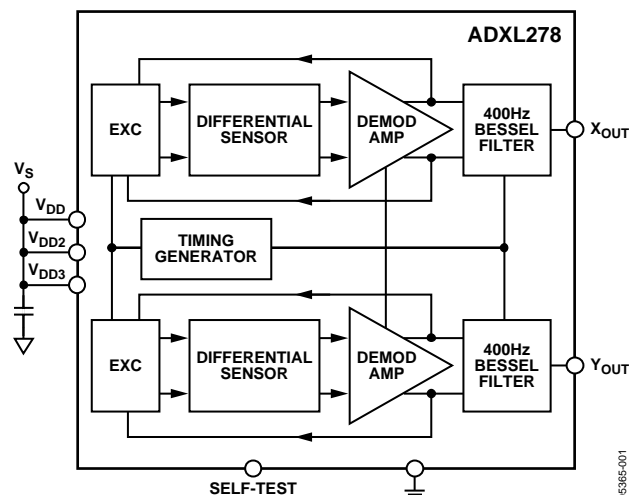 ADXL278
EXC
DIFFERENTIAL
SENSOR
DEMOD
AMP
400Hz
BESSEL
FILTER
XOUT
VS
VDD
VDD2
VDD3
TIMING
GENERATOR
EXC
DIFFERENTIAL
SENSOR
DEMOD
AMP
400Hz
BESSEL
FILTER
YOUT
SELF-TEST
05365-001